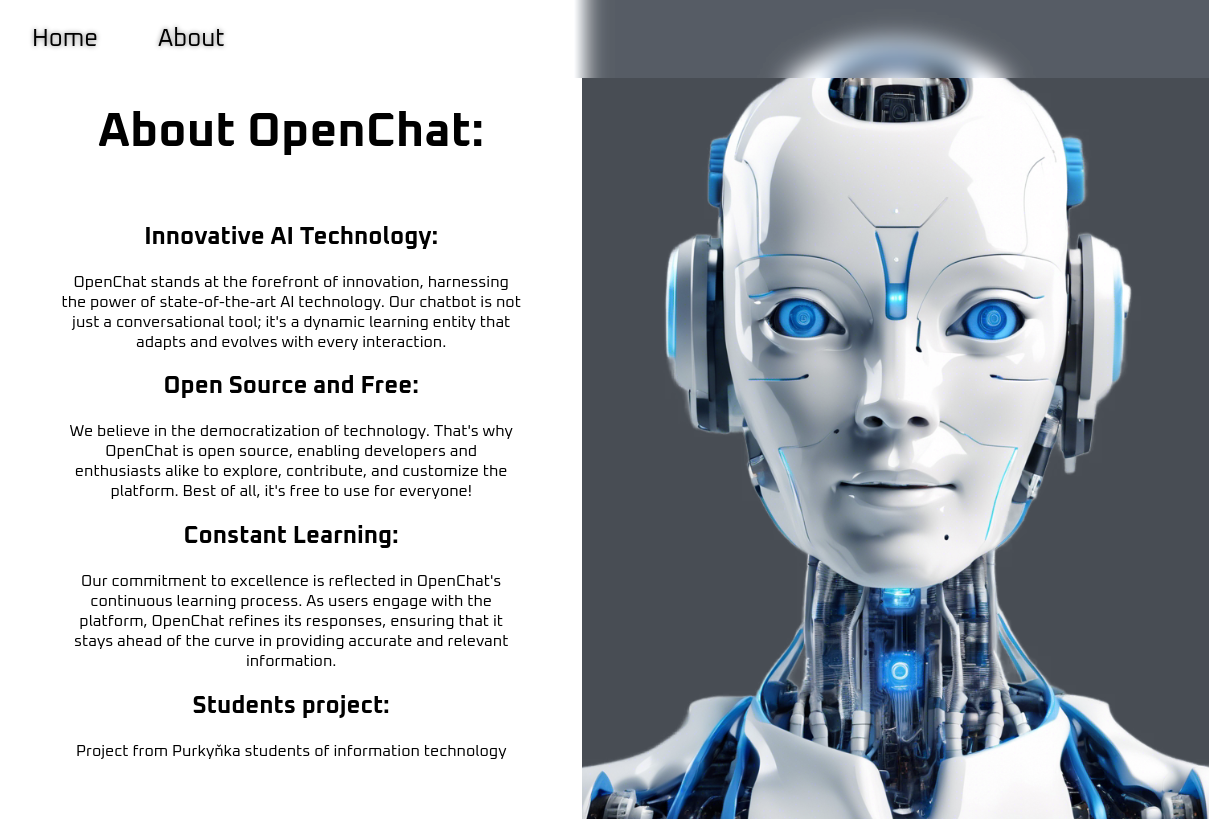 Home About
About OpenChat:
Innovative AI Technology:
OpenChat stands at the forefront of innovation, harnessing
the power of state-of-the-art AI technology. Our chatbot is not
just a conversational tool; it's a dynamic learning entity that
adapts and evolves with every interaction.
Open Source and Free:
We believe in the democratization of technology. That's why
OpenChat is open source, enabling developers and
enthusiasts alike to explore, contribute, and customize the
platform. Best of all, it's free to use for everyone!
Constant Learning:
Our commitment to excellence is reflected in OpenChat's
continuous learning process. As users engage with the
platform, OpenChat refines its responses, ensuring that it
stays ahead of the curve in providing accurate and relevant
information.
Students project:
Project from Purkyňka students of information technology